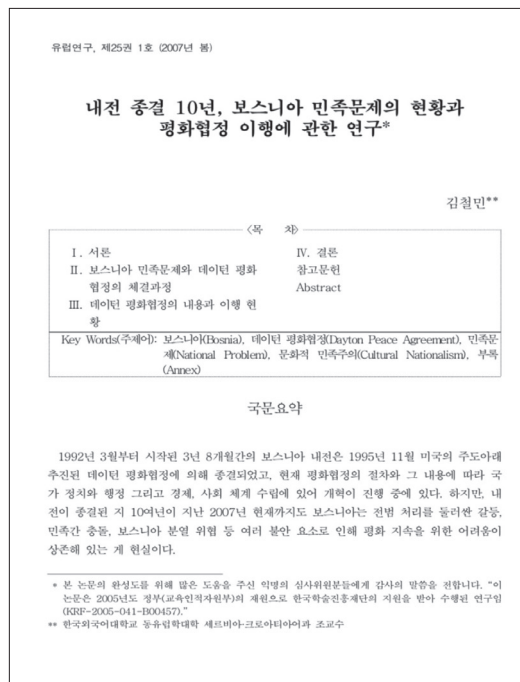 유럽연구, 제25권 1호 (2007년 봄)
내전 종결 10년, 보스니아 민족문제의 현황과
평화협정 이행에 관한 연구*
김철민**
〈목 차〉
Ⅰ. 서론
Ⅱ. 보스니아 민족문제와 데이턴 평화
협정의 체결과정
Ⅲ. 데이턴 평화협정의 내용과 이행 현
황
Ⅳ. 결론
참고문헌
Abstract
Key Words(주제어): 보스니아(Bosnia), 데이턴 평화협정(Dayton Peace Agreement), 민족문
제(National Problem), 문화적 민족주의(Cultural Nationalism), 부록
(Annex)
국문요약
1992년 3월부터 시작된 3년 8개월간의 보스니아 내전은 1995년 11월 미국의 주도아래
추진된 데이턴 평화협정에 의해 종결되었고, 현재 평화협정의 절차와 그 내용에 따라 국
가 정치와 행정 그리고 경제, 사회 체계 수립에 있어 개혁이 진행 중에 있다. 하지만, 내
전이 종결된 지 10여년이 지난 2007년 현재까지도 보스니아는 전범 처리를 둘러싼 갈등,
민족간 충돌, 보스니아 분열 위협 등 여러 불안 요소로 인해 평화 지속을 위한 어려움이
상존해 있는 게 현실이다.
* 본 논문의 완성도를 위해 많은 도움을 주신 익명의 심사위원분들에게 감사의 말씀을 전합니다. “이
논문은 2005년도 정부(교육인적자원부)의 재원으로 한국학술진흥재단의 지원을 받아 수행된 연구임
(KRF-2005-041-B00457).”
** 한국외국어대학교 동유럽학대학 세르비아·크로아티아어과 조교수